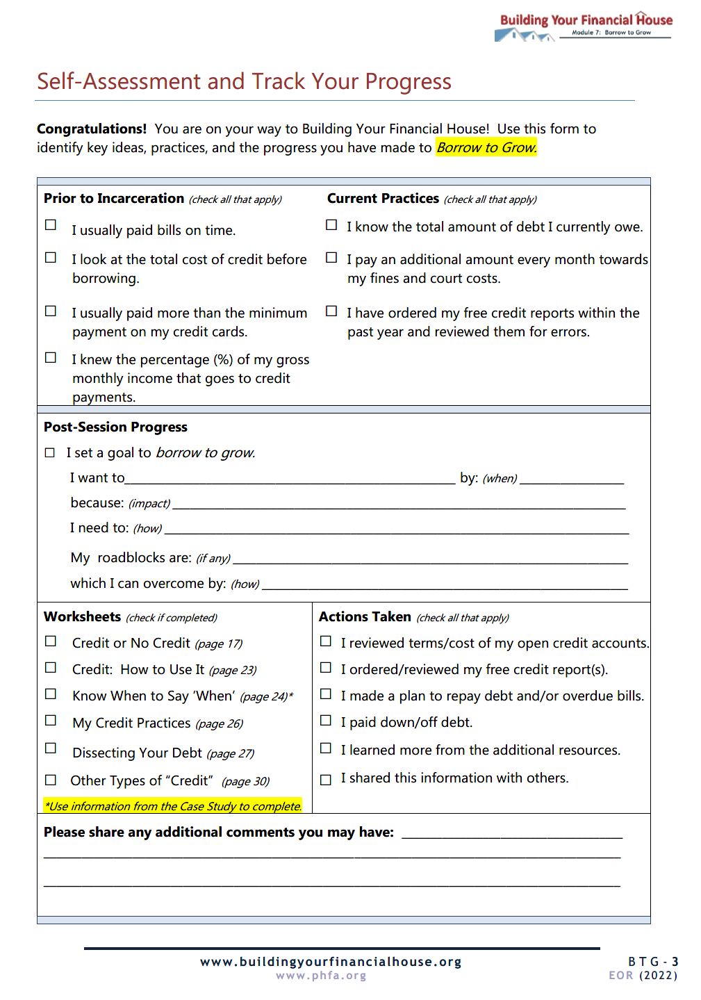 Building Your Financial House
Module 7: Borrow to Grow
Self-Assessment and Track Your Progress
Congratulations! You are on your way to Building Your Financial House! Use this form to
identify key ideas, practices, and the progress you have made to Borrow to Grow.
Prior to Incarceration (check all that apply)
☐ I usually paid bills on time.
☐ I look at the total cost of credit before
borrowing.
☐ I usually paid more than the minimum
payment on my credit cards.
☐ I knew the percentage (%) of my gross
monthly income that goes to credit
payments.
Current Practices (check all that apply)
☐ I know the total amount of debt I currently owe.
☐ I pay an additional amount every month towards
my fines and court costs.
☐ I have ordered my free credit reports within the
past year and reviewed them for errors.
Post-Session Progress
☐ I set a goal to borrow to grow.
I want to____________ by: (when) ____________
because: (impact) ____________
I need to: (how) ____________
My roadblocks are: (if any) ____________
which I can overcome by: (how) ____________
Worksheets (check if completed)
☐ Credit or No Credit (page 17)
☐ Credit: How to Use It (page 23)
☐ Know When to Say ‘When’ (page 24)*
☐ My Credit Practices (page 26)
☐ Dissecting Your Debt (page 27)
☐ Other Types of “Credit” (page 30)
*Use information from the Case Study to complete.
Actions Taken (check all that apply)
☐ I reviewed terms/cost of my open credit accounts.
☐ I ordered/reviewed my free credit report(s).
☐ I made a plan to repay debt and/or overdue bills.
☐ I paid down/off debt.
☐ I learned more from the additional resources.
☐ I shared this information with others.
Please share any additional comments you may have: ____________
www.buildingyourfinancialhouse.org
www.phfa.org
BTG - 3
EOR (2022)